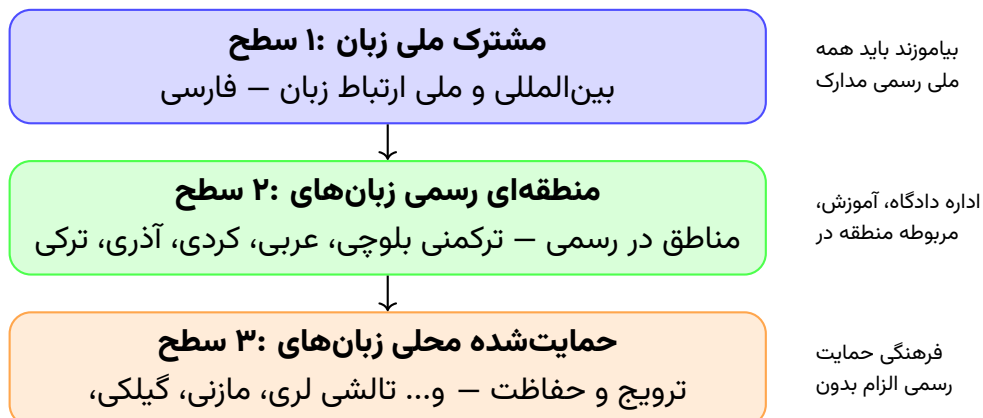 مشترک ملی زبان :۱ سطح
بین‌المللی و ملی ارتباط زبان – فارسی
بیاموزند باید همه
ملی رسمی مدارک
منطقه‌ای رسمی زبان‌های :۲ سطح
مناطق در رسمی – ترکمنی بلوچی، عربی، کردی، آذری، ترکی
اداره دادگاه، آموزش،
مربوطه منطقه در
حمایت‌شده محلی زبان‌های :۳ سطح
ترویج و حفاظت – و... تالشی لری، مازنی، گیلکی،
فرهنگی حمایت
رسمی الزام بدون